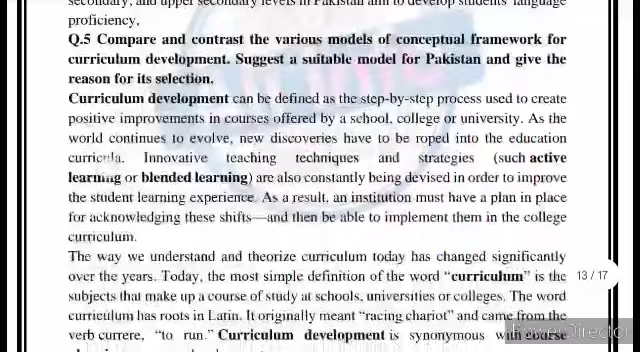 secondary, and upper secondary levels in Pakistan aim to develop students' language
proficiency.
Q.5 Compare and contrast the various models of conceptual framework for
curriculum development. Suggest a suitable model for Pakistan and give the
reason for its selection.
Curriculum development can be defined as the step-by-step process used to create
positive improvements in courses offered by a school, college or university. As the
world continues to evolve, new discoveries have to be roped into the education
curricula. Innovative teaching techniques and strategies (such active
learning or blended learning) are also constantly being devised in order to improve
the student learning experience. As a result, an institution must have a plan in place
for acknowledging these shifts—and then be able to implement them in the college
curriculum.
The way we understand and theorize curriculum today has changed significantly
over the years. Today, the most simple definition of the word “curriculum” is the
13 / 17
subjects that make up a course of study at schools, universities or colleges. The word
curriculum has roots in Latin. It originally meant “racing chariot” and came from the
verb currere, “to run.” Curriculum development is synonymous with course
PowerDirector